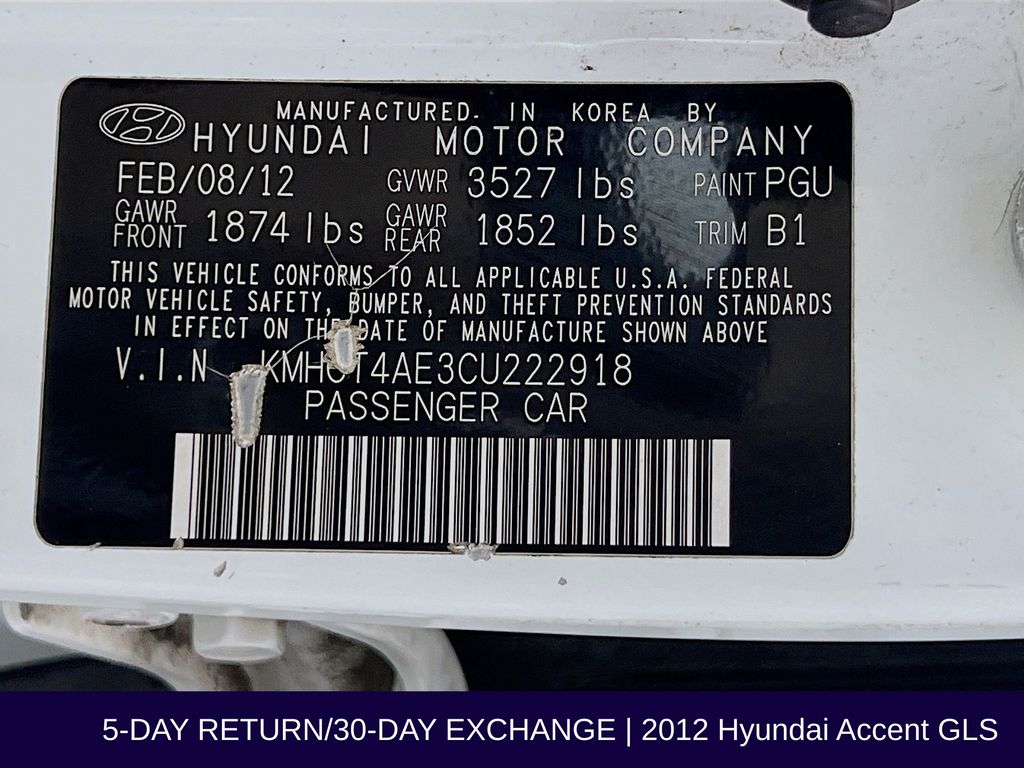 MANUFACTURED. IN KOREA BY
HYUNDAI MOTOR COMPANY
FEB/08/12 GVWR 3527 lbs PAINT PGU
GAWR FRONT 1874 lbs GAWR REAR 1852 lbs TRIM B1
THIS VEHICLE CONFORMS TO ALL APPLICABLE U.S.A. FEDERAL
MOTOR VEHICLE SAFETY, BUMPER, AND THEFT PREVENTION STANDARDS
IN EFFECT ON THE DATE OF MANUFACTURE SHOWN ABOVE
V.I.N KMHCT4AE3CU222918
PASSENGER CAR
5-DAY RETURN/30-DAY EXCHANGE | 2012 Hyundai Accent GLS